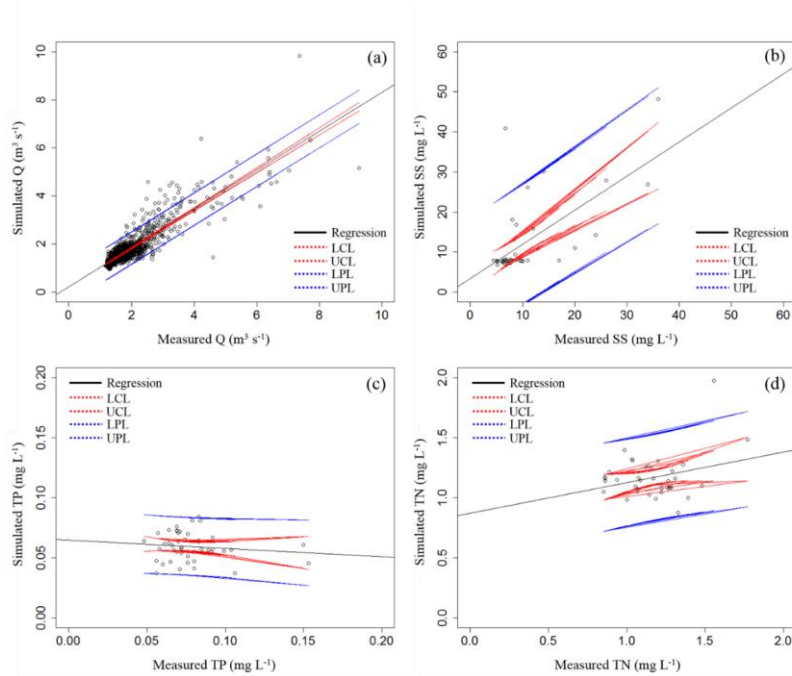 (a)
10
8
6
4
2
0
Simulated Q (m³ s⁻¹)
Regression
LCL
UCL
LPL
UPL
0 2 4 6 8 10
Measured Q (m³ s⁻¹)
(b)
60
50
40
30
20
10
0
Simulated SS (mg L⁻¹)
Regression
LCL
UCL
LPL
UPL
0 10 20 30 40 50 60
Measured SS (mg L⁻¹)
(c)
0.20
0.15
0.10
0.05
0.00
Simulated TP (mg L⁻¹)
Regression
LCL
UCL
LPL
UPL
0.00 0.05 0.10 0.15 0.20
Measured TP (mg L⁻¹)
(d)
2.0
1.5
1.0
0.5
0.0
Simulated TN (mg L⁻¹)
Regression
LCL
UCL
LPL
UPL
0.0 0.5 1.0 1.5 2.0
Measured TN (mg L⁻¹)